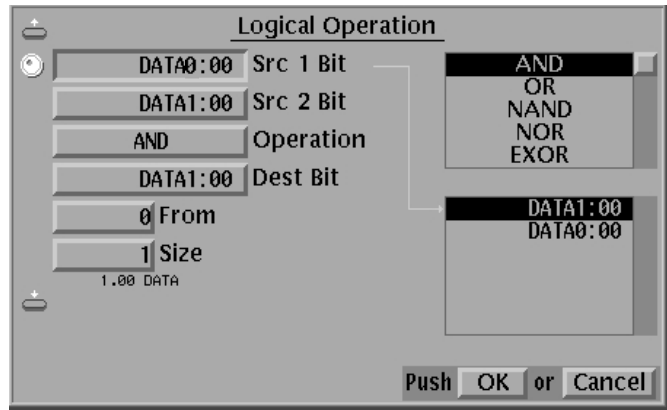 Logical Operation
DATA0:00 Src 1 Bit
DATA1:00 Src 2 Bit
AND Operation
DATA1:00 Dest Bit
0 From
1 Size
1.00 DATA
AND
OR
NAND
NOR
EXOR
DATA1:00
DATA0:00
Push OK or Cancel